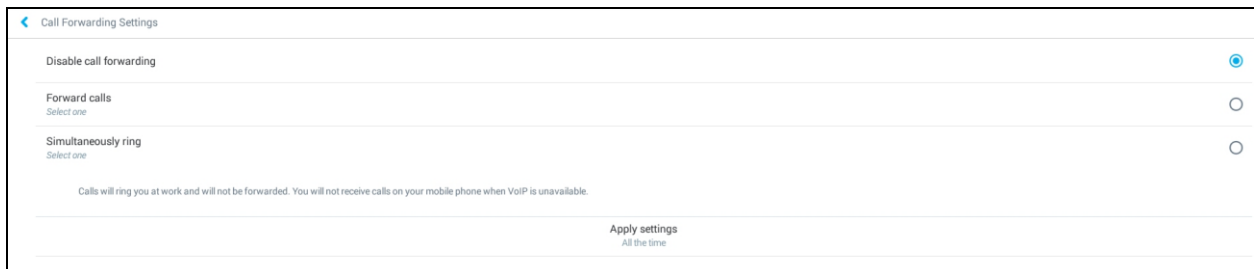 Call Forwarding Settings
Disable call forwarding
Forward calls
Select one
Simultaneously ring
Select one
Calls will ring you at work and will not be forwarded. You will not receive calls on your mobile phone when VoIP is unavailable.
Apply settings
All the time